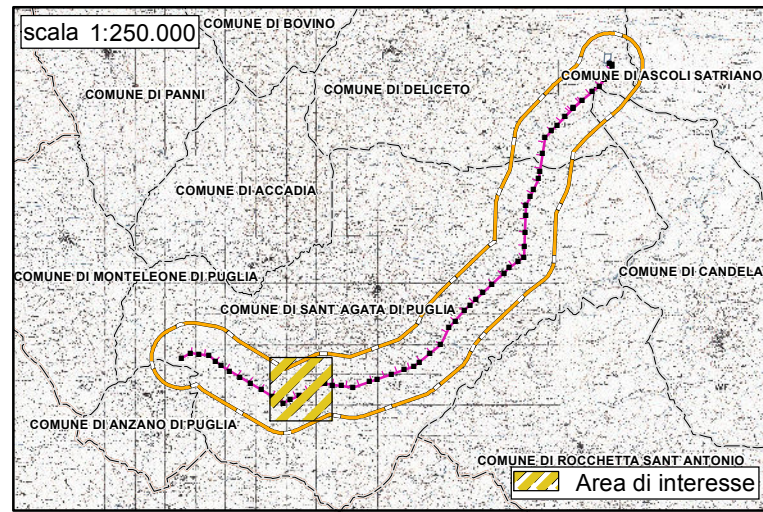 COMUNE DI BOVINO
scala 1:250.000
COMUNE DI ASCOLI SATRIANO
COMUNE DI DELICETO
COMUNE DI PANNI
COMUNE DI ACCADIA
COMUNE DI MONTELEONE DI PUGLIA
COMUNE DI CANDELA
COMUNE DI SANT`AGATA DI PUGLIA
COMUNE DI ANZANO DI PUGLIA
COMUNE DI ROCCHETTA SANT`ANTONIO
Area di interesse